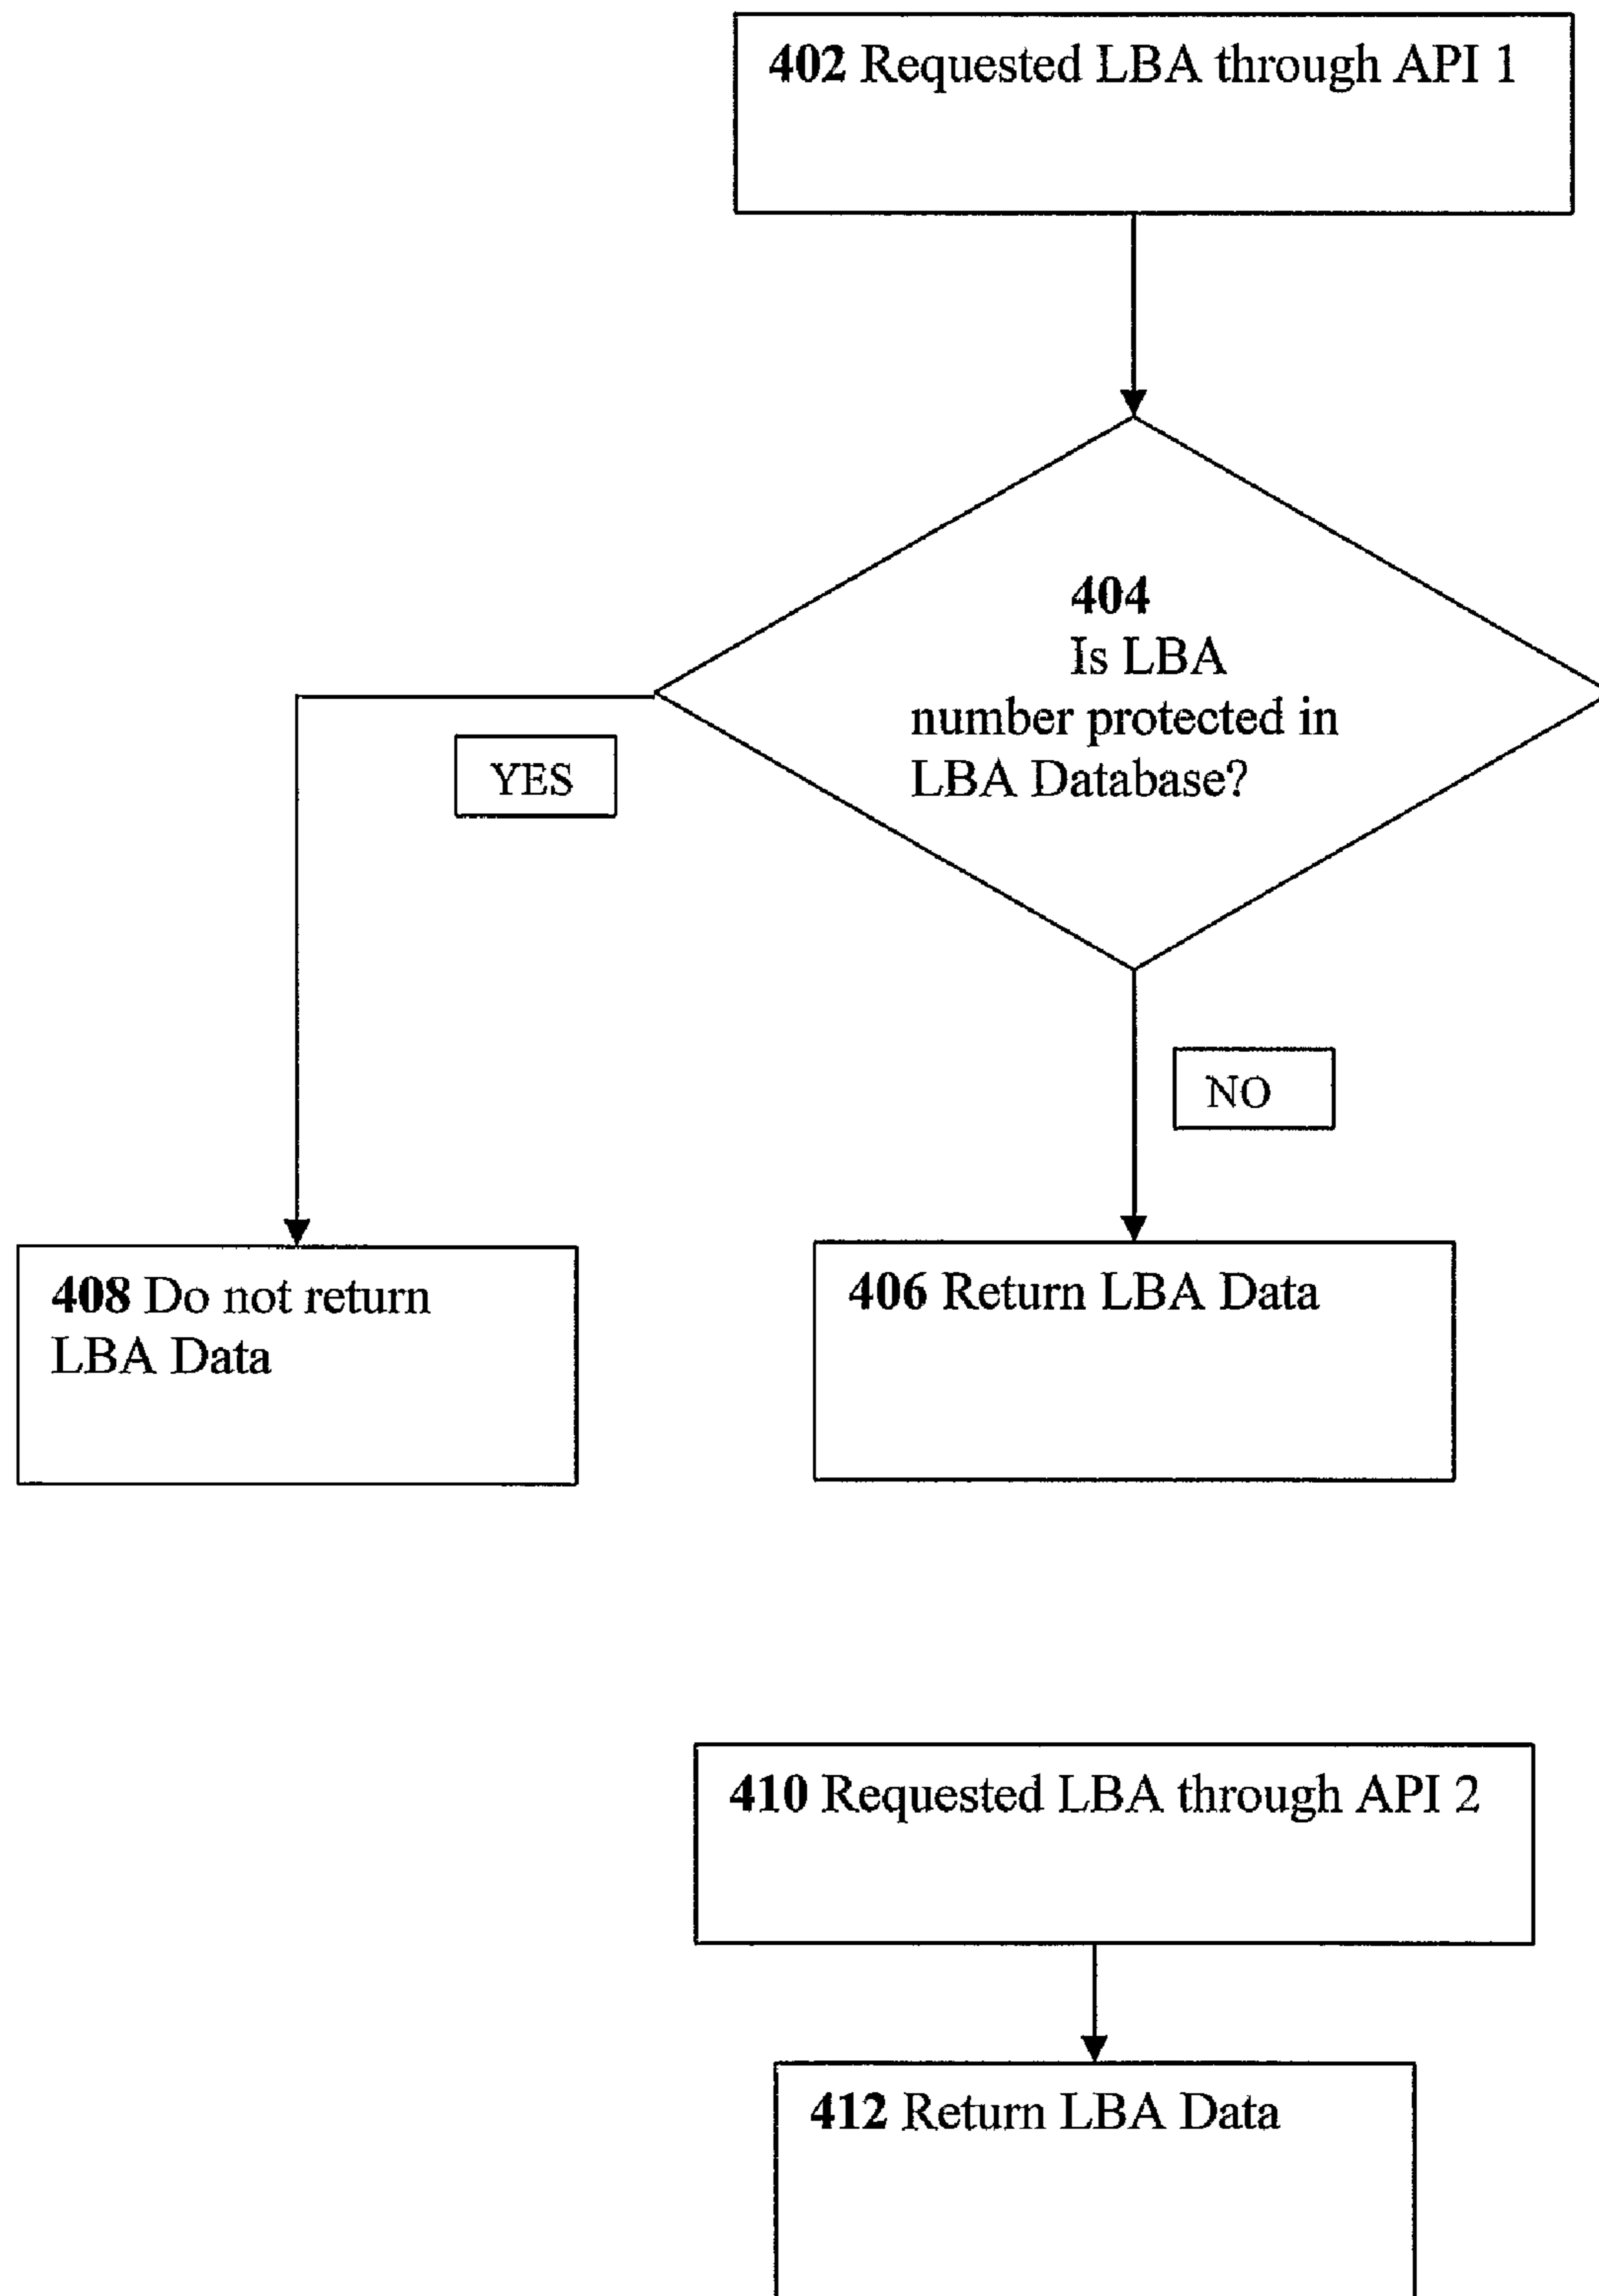 402 Requested LBA through API 1
404
Is LBA
number protected in
LBA Database?
YES
NO
408 Do not return
LBA Data
406 Return LBA Data
410 Requested LBA through API 2
412 Return LBA Data